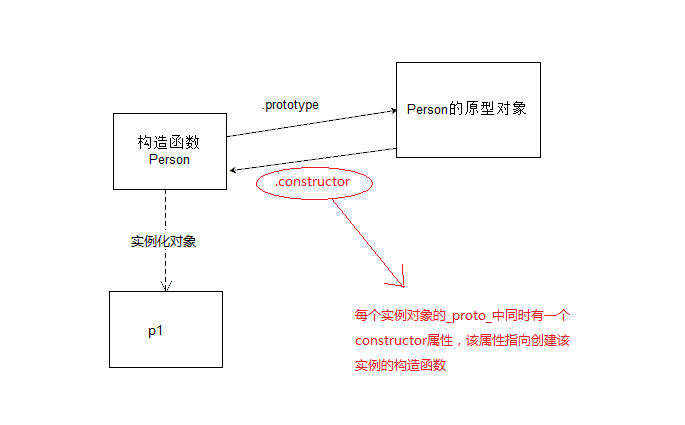 .prototype
Person的原型对象
构造函数
Person
.constructor
实例化对象
p1
每个实例对象的_proto_中同时有一个
constructor属性，该属性指向创建该
实例的构造函数